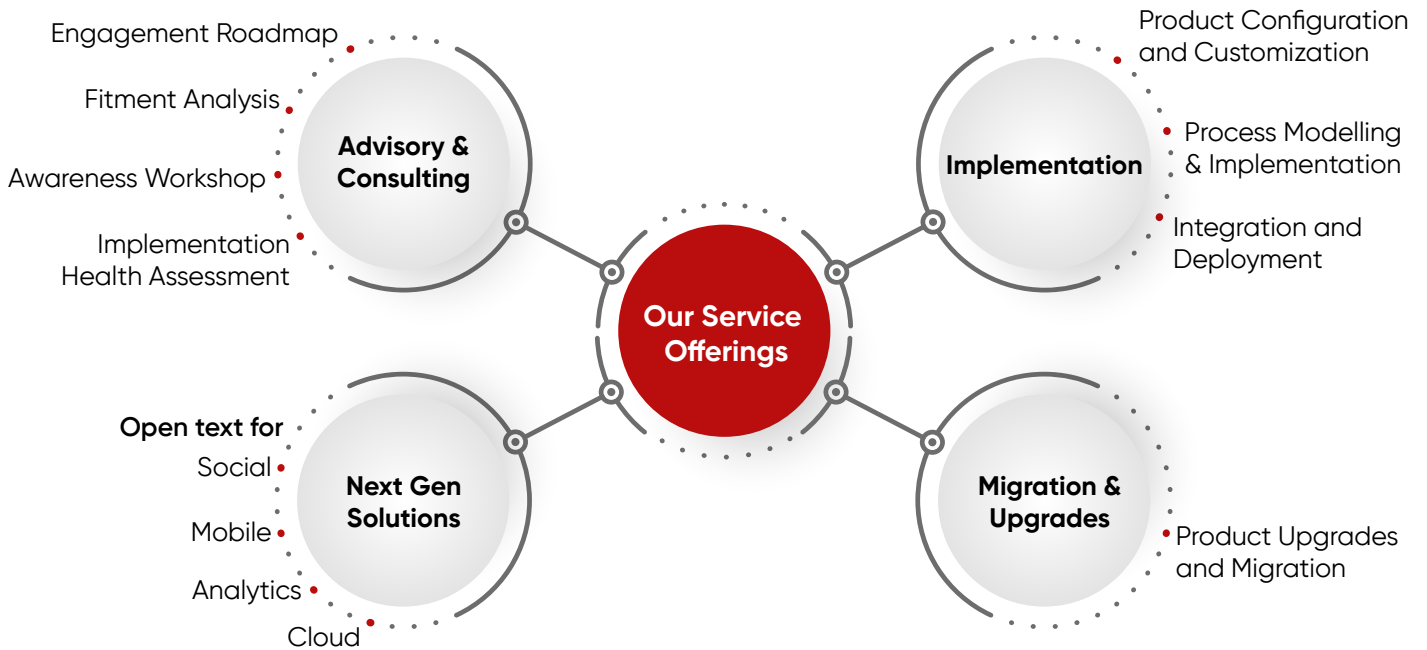 Engagement Roadmap
Fitment Analysis
Awareness Workshop
Implementation
Health Assessment
Advisory &
Consulting
Product Configuration
and Customization
Process Modelling
& Implementation
Integration and
Deployment
Implementation
Our Service
Offerings
Open text for
Social
Mobile
Analytics
Cloud
Next Gen
Solutions
Migration &
Upgrades
Product Upgrades
and Migration